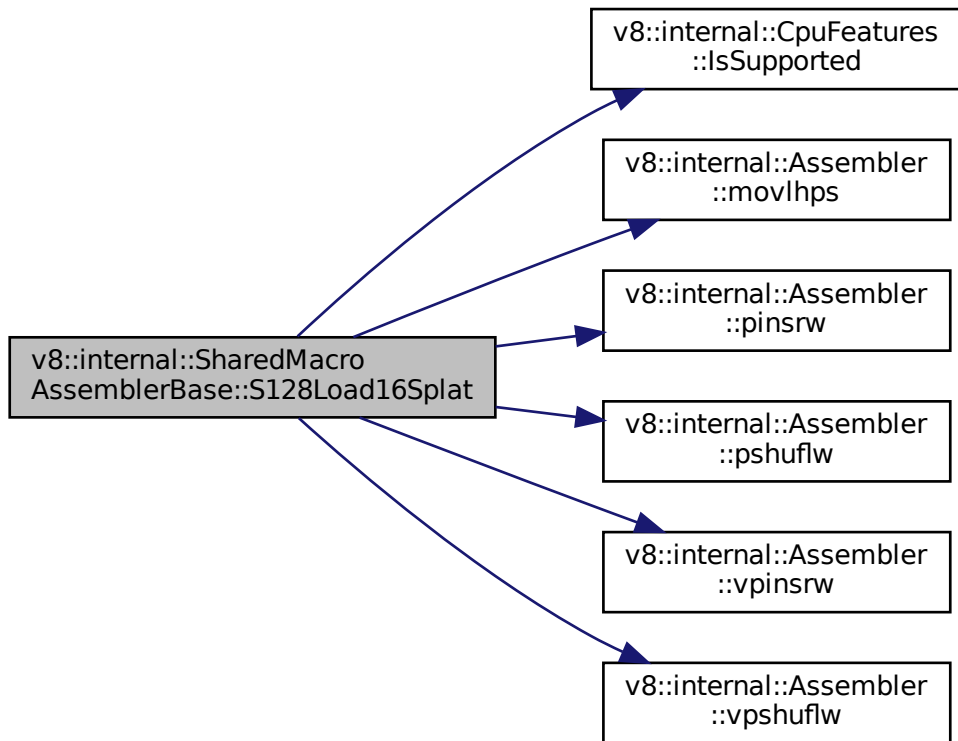 v8::internal::CpuFeatures
::IsSupported
v8::internal::Assembler
::movlhps
v8::internal::Assembler
::pinsrw
v8::internal::SharedMacro
AssemblerBase::S128Load16Splat
v8::internal::Assembler
::pshuflw
v8::internal::Assembler
::vpinsrw
v8::internal::Assembler
::vpshuflw